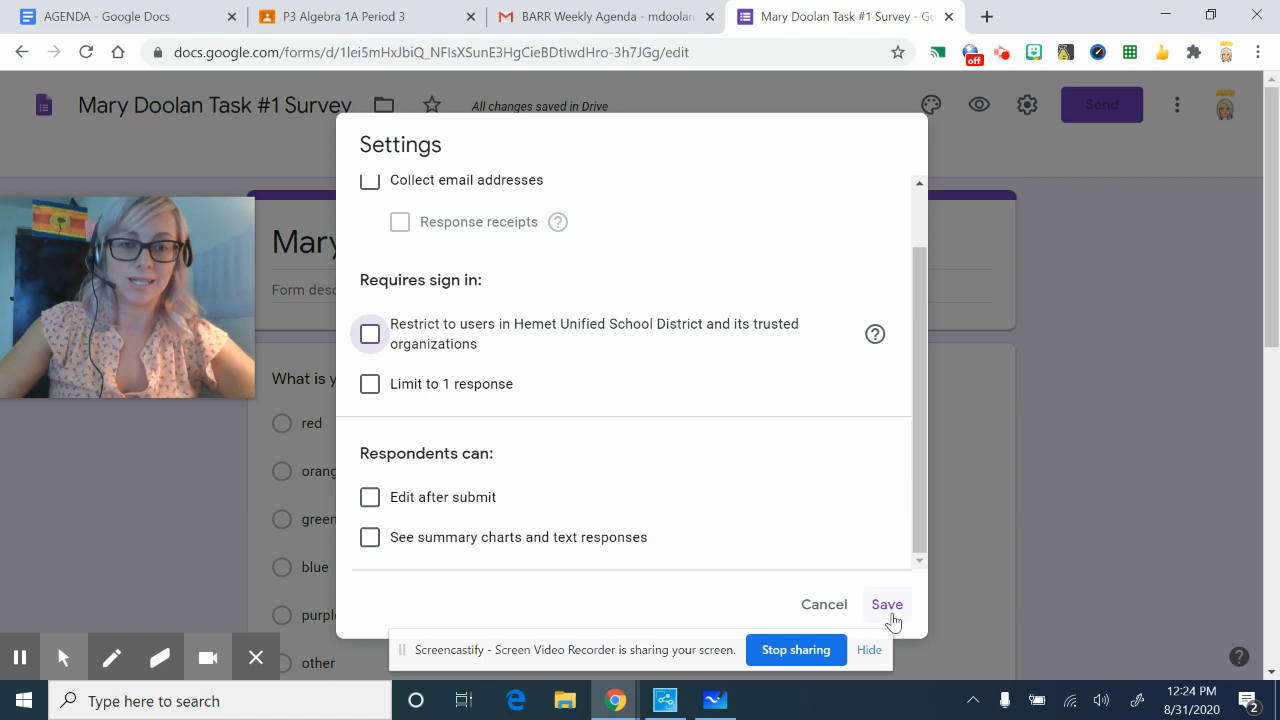 AGENDA - Google Docs
P3 Algebra 1A Period 3
BARR Weekly Agenda - mdoolan
Mary Doolan Task #1 Survey - Go
docs.google.com/forms/d/1lei5mHxJbiQ_NFlsXSunE3HgCieBDtlwdHro-3h7JGg/edit
off
Mary Doolan Task #1 Survey
All changes saved in Drive
Send
Settings
Collect email addresses
Response receipts
Mary
Requires sign in:
Form desc
Restrict to users in Hemet Unified School District and its trusted
organizations
What is y
Limit to 1 response
red
Respondents can:
orang
Edit after submit
green
See summary charts and text responses
blue
Cancel
Save
purple
Screencastify - Screen Video Recorder is sharing your screen.
Stop sharing
Hide
other
Type here to search
12:24 PM
8/31/2020
2